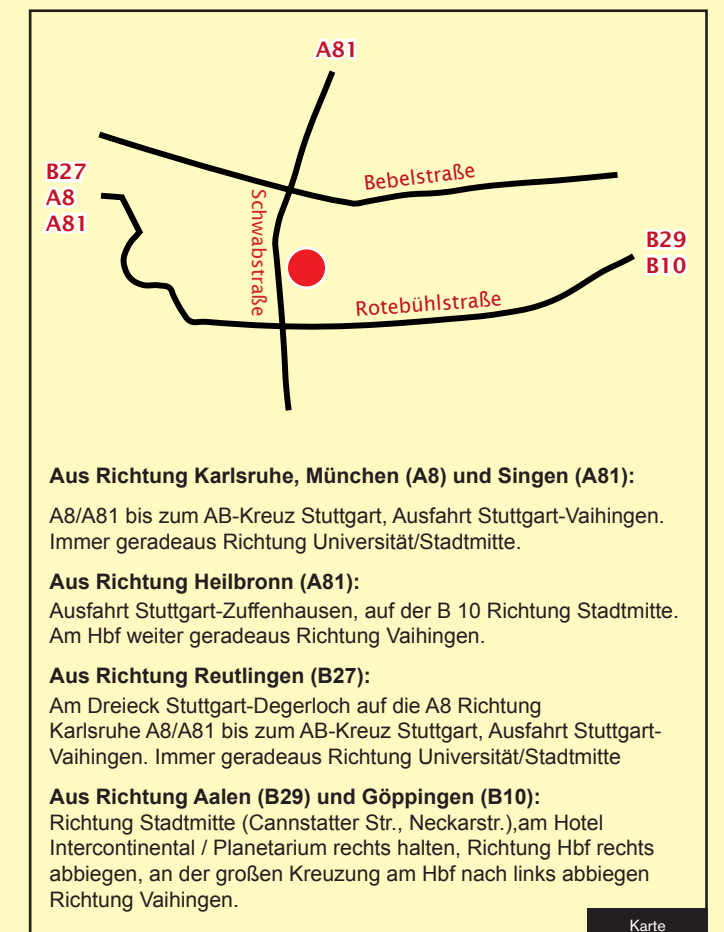 A81
B27
A8
A81
Bebelstraße
Schwabstraße
B29
B10
Rotebühlstraße
Aus Richtung Karlsruhe, München (A8) und Singen (A81):
A8/A81 bis zum AB-Kreuz Stuttgart, Ausfahrt Stuttgart-Vaihingen.
Immer geradeaus Richtung Universität/Stadtmitte.
Aus Richtung Heilbronn (A81):
Ausfahrt Stuttgart-Zuffenhausen, auf der B 10 Richtung Stadtmitte.
Am Hbf weiter geradeaus Richtung Vaihingen.
Aus Richtung Reutlingen (B27):
Am Dreieck Stuttgart-Degerloch auf die A8 Richtung
Karlsruhe A8/A81 bis zum AB-Kreuz Stuttgart, Ausfahrt Stuttgart-
Vaihingen. Immer geradeaus Richtung Universität/Stadtmitte
Aus Richtung Aalen (B29) und Göppingen (B10):
Richtung Stadtmitte (Cannstatter Str., Neckarstr.),am Hotel
Intercontinental / Planetarium rechts halten, Richtung Hbf rechts
abbiegen, an der großen Kreuzung am Hbf nach links abbiegen
Richtung Vaihingen.
Karte